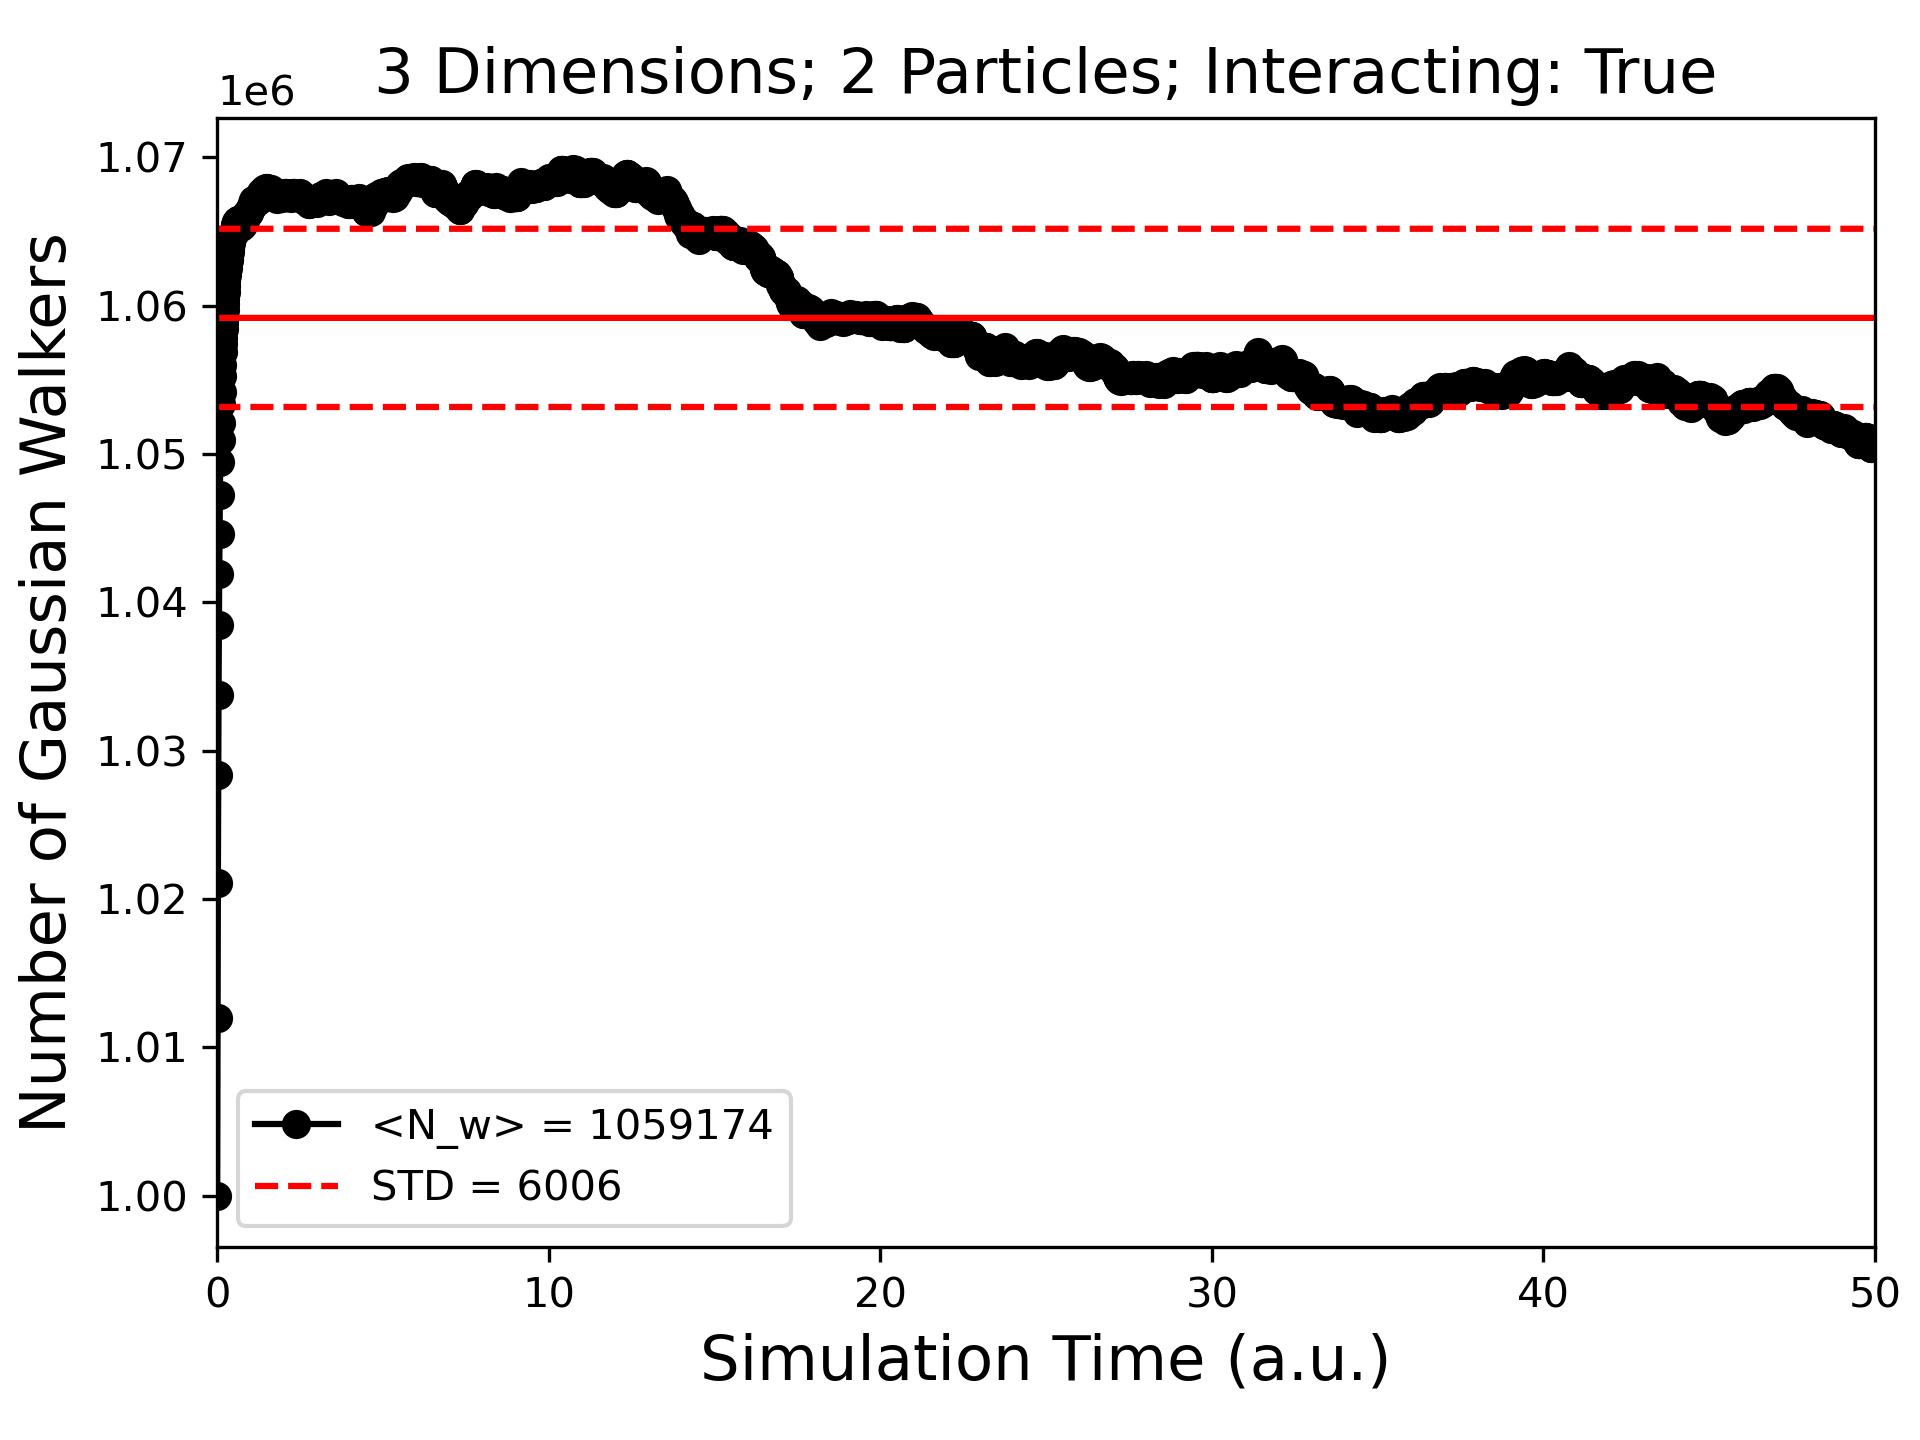 3 Dimensions; 2 Particles; Interacting: True
1e6
1.07
1.06
1.05
1.04
1.03
1.02
1.01
1.00
Number of Gaussian Walkers
<N_w> = 1059174
STD = 6006
0 10 20 30 40 50
Simulation Time (a.u.)